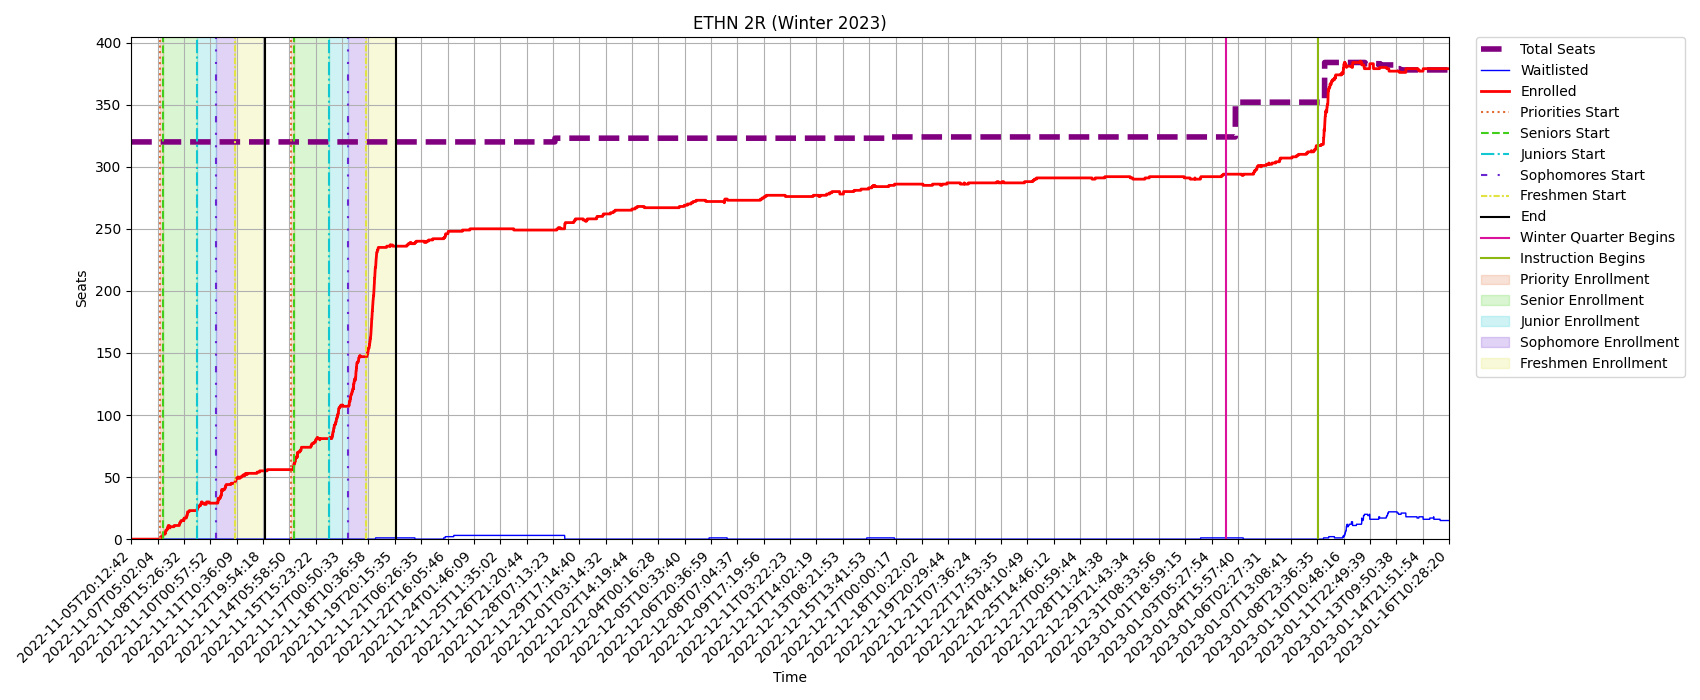 ETHN 2R (Winter 2023)
400
350
300
250
200
150
100
50
0
Seats
2022-11-05T20:12:42
2022-11-07T05:02:04
2022-11-08T15:26:32
2022-11-10T00:57:52
2022-11-11T10:36:09
2022-11-12T19:54:18
2022-11-14T05:58:50
2022-11-15T15:23:22
2022-11-17T00:50:33
2022-11-18T10:36:58
2022-11-19T20:15:35
2022-11-21T06:26:35
2022-11-22T16:05:46
2022-11-24T01:46:09
2022-11-25T11:35:02
2022-11-26T21:20:44
2022-11-28T07:13:23
2022-11-29T17:14:40
2022-12-01T03:14:32
2022-12-02T14:19:44
2022-12-04T00:16:28
2022-12-05T10:33:40
2022-12-06T20:36:59
2022-12-08T07:04:37
2022-12-09T17:19:56
2022-12-11T03:22:23
2022-12-12T14:02:19
2022-12-13T08:21:53
2022-12-15T13:41:53
2022-12-17T00:00:17
2022-12-18T10:22:02
2022-12-19T20:29:44
2022-12-21T07:36:24
2022-12-22T17:53:35
2022-12-24T04:10:49
2022-12-25T14:46:12
2022-12-27T00:59:44
2022-12-28T11:24:38
2022-12-29T21:43:34
2022-12-31T08:33:56
2023-01-01T18:59:15
2023-01-03T05:27:54
2023-01-04T15:57:40
2023-01-06T02:27:31
2023-01-07T13:08:41
2023-01-08T23:36:35
2023-01-10T10:48:16
2023-01-11T22:49:39
2023-01-13T09:50:38
2023-01-14T21:51:54
2023-01-16T10:28:20
Time
Total Seats
Waitlisted
Enrolled
Priorities Start
Seniors Start
Juniors Start
Sophomores Start
Freshmen Start
End
Winter Quarter Begins
Instruction Begins
Priority Enrollment
Senior Enrollment
Junior Enrollment
Sophomore Enrollment
Freshmen Enrollment